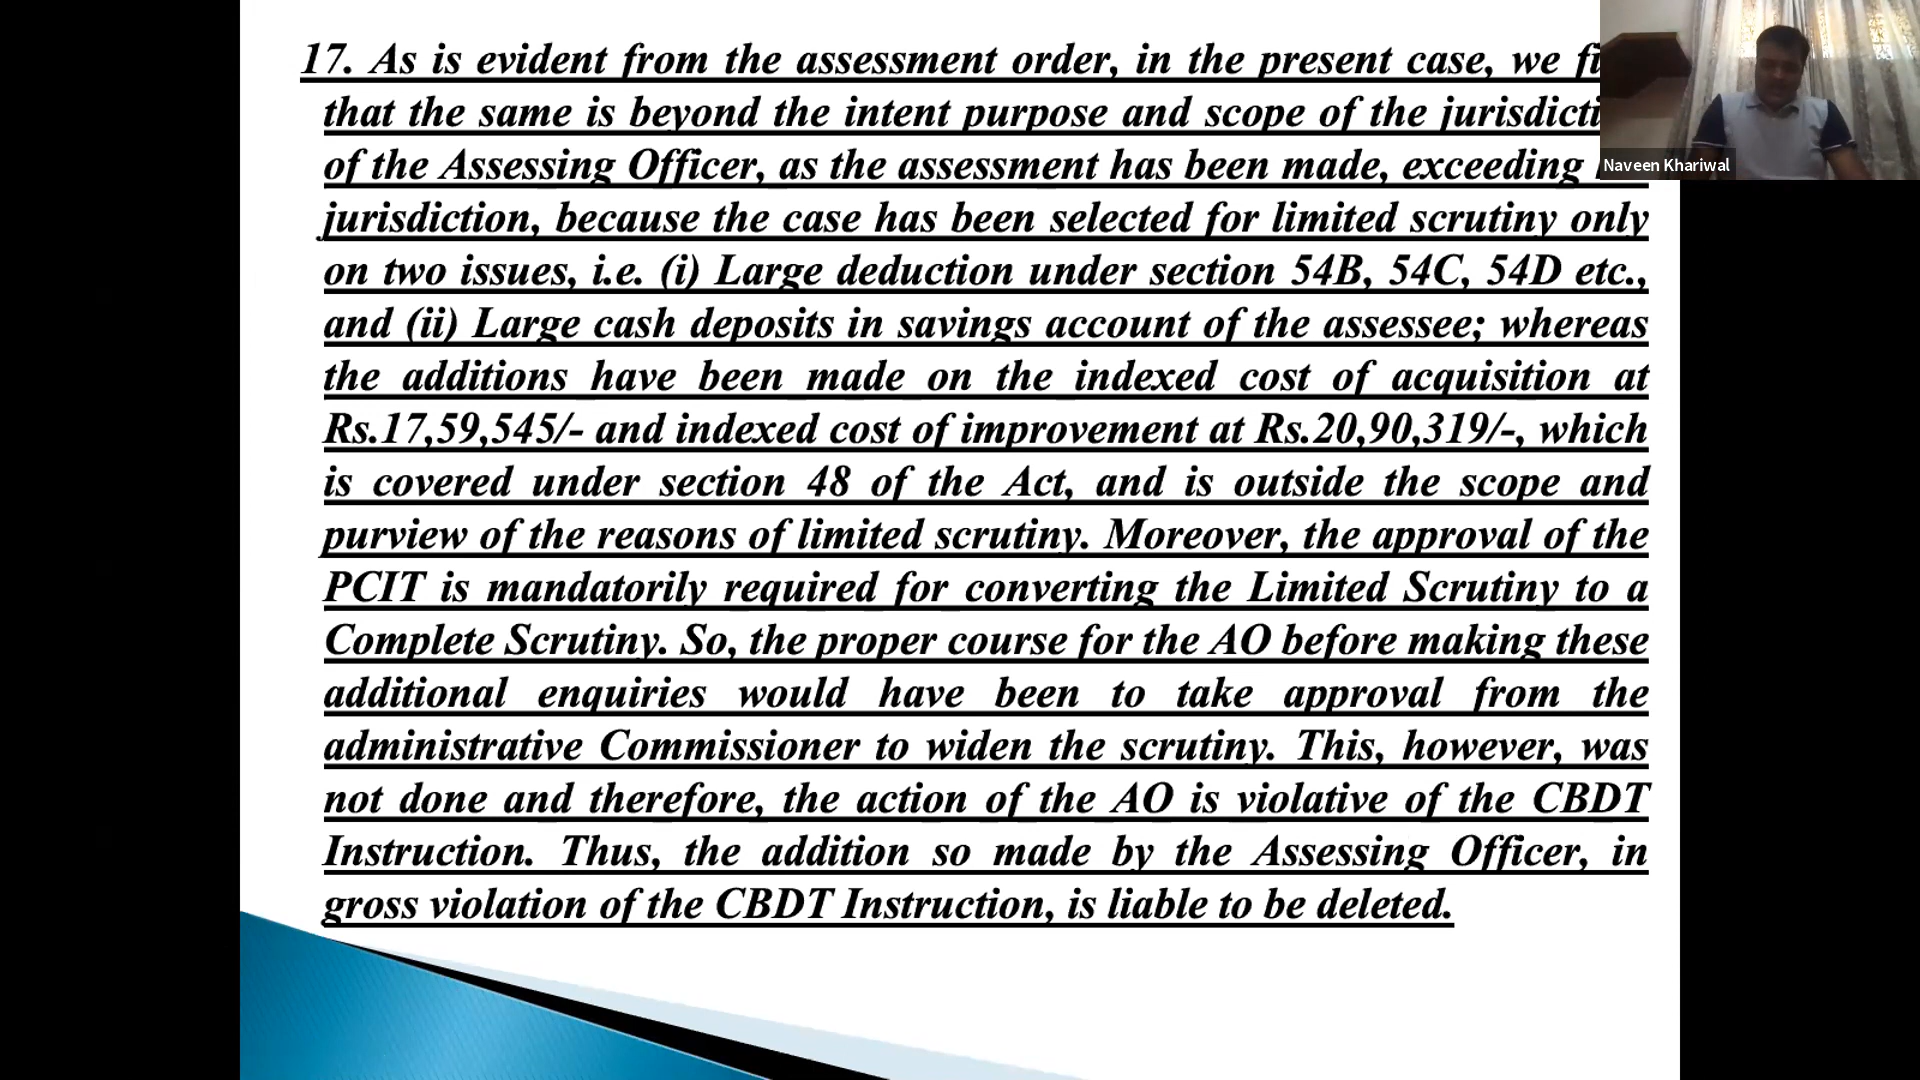 17. As is evident from the assessment order, in the present case, we
that the same is beyond the intent purpose and scope of the
of the Assessing Officer, as the assessment has been made, exceeding
jurisdiction, because the case has been selected for limited scrutiny only
on two issues, i.e. (i) Large deduction under section 54B, 54C, 54D etc.,
and (ii) Large cash deposits in savings account of the assessee; whereas
the additions have been made on the indexed cost of acquisition at
Rs.17,59,545/- and indexed cost of improvement at Rs.20,90,319/-, which
is covered under section 48 of the Act, and is outside the scope and
purview of the reasons of limited scrutiny. Moreover, the approval of the
PCIT is mandatorily required for converting the Limited Scrutiny to a
Complete Scrutiny. So, the proper course for the AO before making these
additional enquiries would have been to take approval from the
administrative Commissioner to widen the scrutiny. This, however, was
not done and therefore, the action of the AO is violative of the CBDT
Instruction. Thus, the addition so made by the Assessing Officer, in
gross violation of the CBDT Instruction, is liable to be deleted.
Naveen Khariwal